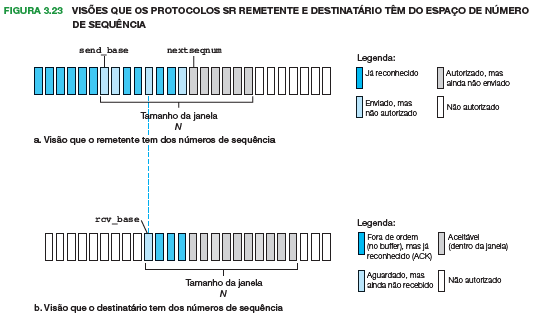 FIGURA 3.23 VISÕES QUE OS PROTOCOLOS SR REMETENTE E DESTINATÁRIO TÊM DO ESPAÇO DE NÚMERO
DE SEQUÊNCIA
send_base
nextseqnum
Tamanho da janela
N
a. Visão que o remetente tem dos números de sequência
Legenda:
Já reconhecido
Autorizado, mas
ainda não enviado
Enviado, mas
não autorizado
Não autorizado
rcv_base
Tamanho da janela
N
b. Visão que o destinatário tem dos números de sequência
Legenda:
Fora de ordem
(no buffer), mas já
reconhecido (ACK)
Aceitável
(dentro da janela)
Aguardado, mas
ainda não recebido
Não autorizado